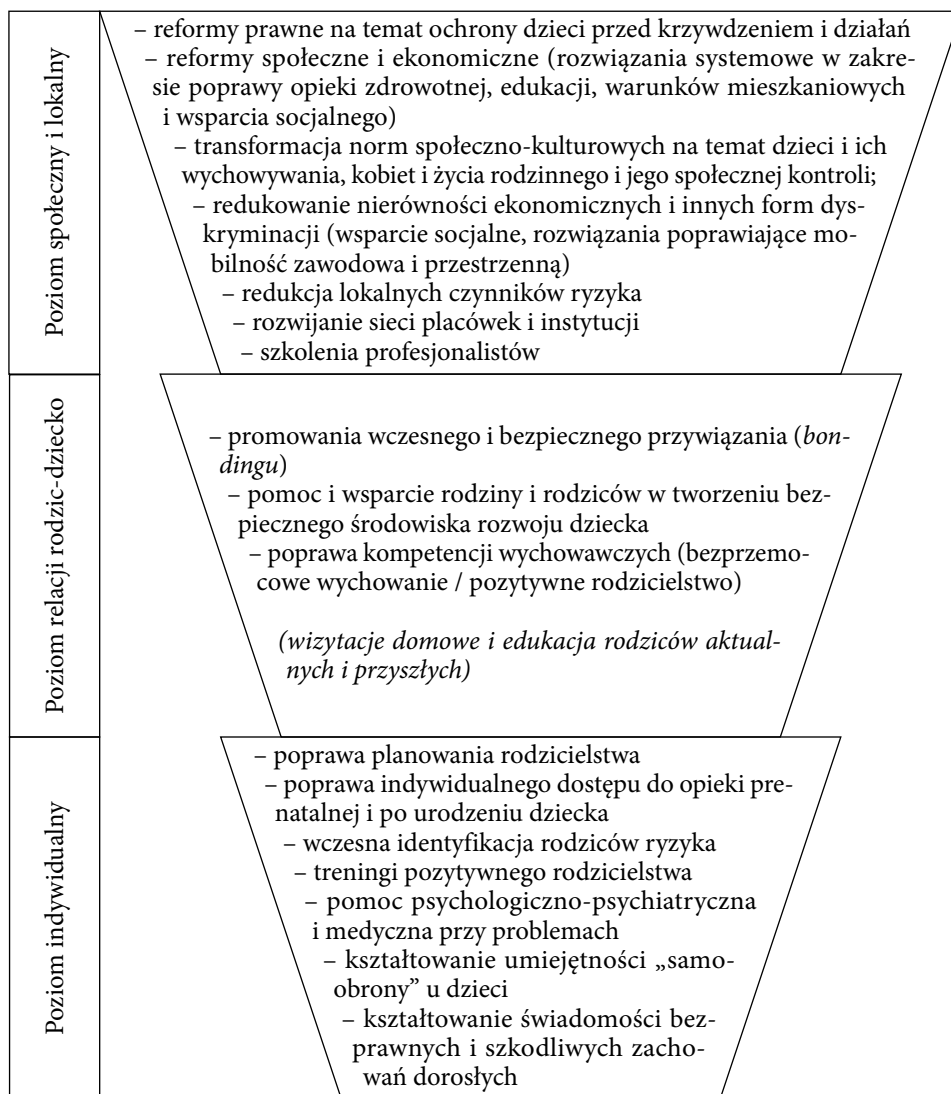 Poziom społeczny i lokalny
– reformy prawne na temat ochrony dzieci przed krzywdzeniem i działań
– reformy społeczne i ekonomiczne (rozwiązania systemowe w zakre-
sie poprawy opieki zdrowotnej, edukacji, warunków mieszkaniowych
i wsparcia socjalnego)
– transformacja norm społeczno-kulturowych na temat dzieci i ich
wychowywania, kobiet i życia rodzinnego i jego społecznej kontroli;
– redukowanie nierówności ekonomicznych i innych form dys-
kryminacji (wsparcie socjalne, rozwiązania poprawiające mo-
bilność zawodowa i przestrzenną)
– redukcja lokalnych czynników ryzyka
– rozwijanie sieci placówek i instytucji
– szkolenia profesjonalistów
Poziom relacji rodzic-dziecko
– promowania wczesnego i bezpiecznego przywiązania (bon-
dingu)
– pomoc i wsparcie rodziny i rodziców w tworzeniu bez-
piecznego środowiska rozwoju dziecka
– poprawa kompetencji wychowawczych (bezprzemo-
cowe wychowanie / pozytywne rodzicielstwo)
(wizytacje domowe i edukacja rodziców aktual-
nych i przyszłych)
Poziom indywidualny
– poprawa planowania rodzicielstwa
– poprawa indywidualnego dostępu do opieki pre-
natalnej i po urodzeniu dziecka
– wczesna identyfikacja rodziców ryzyka
– treningi pozytywnego rodzicielstwa
– pomoc psychologiczno-psychiatryczna
i medyczna przy problemach
– kształtowanie umiejętności „samo-
obrony” u dzieci
– kształtowanie świadomości bez-
prawnych i szkodliwych zacho-
wań dorosłych